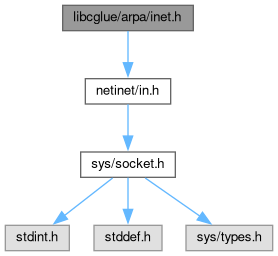 libcglue/arpa/inet.h
netinet/in.h
sys/socket.h
stdint.h
stddef.h
sys/types.h